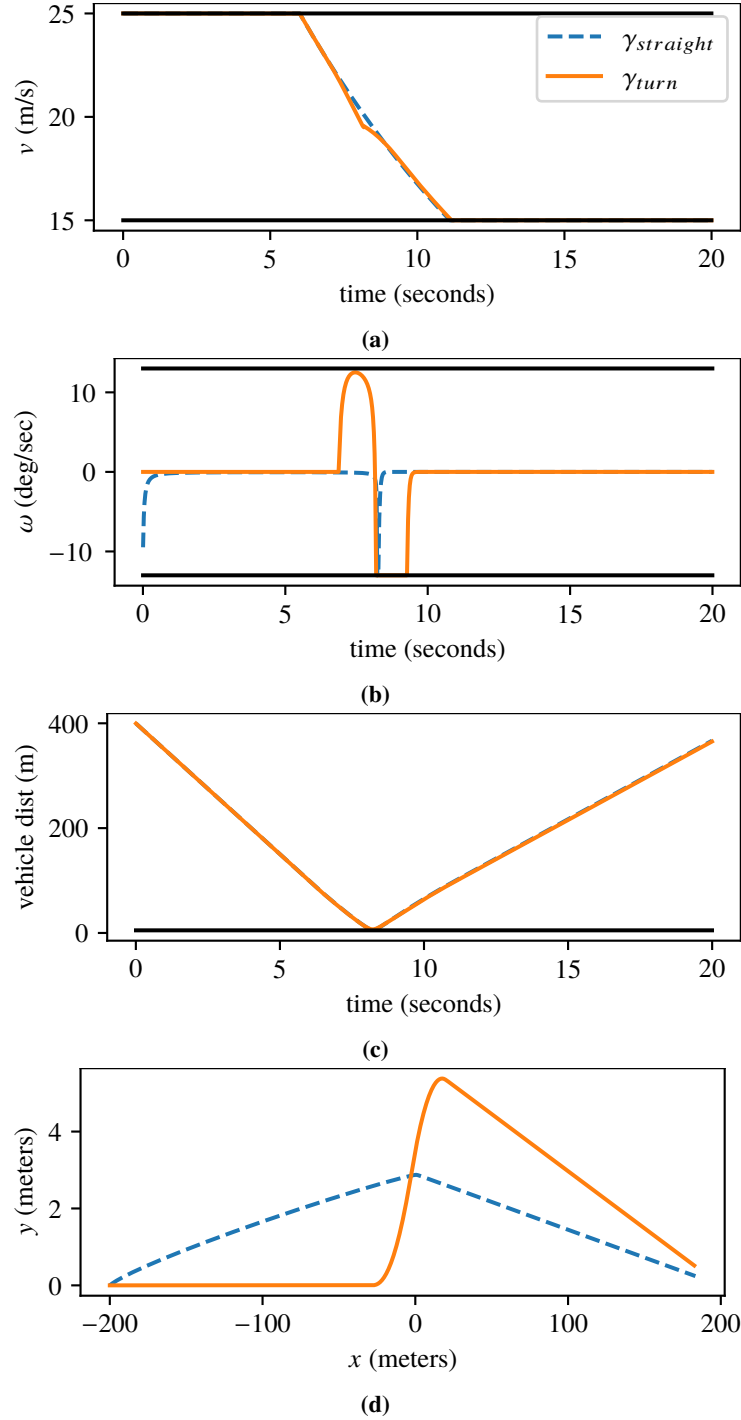 25
20
15
v (m/s)
γstraight
γturn
0 5 10 15 20
time (seconds)
(a)
10
0
−10
ω (deg/sec)
0 5 10 15 20
time (seconds)
(b)
400
200
0
vehicle dist (m)
0 5 10 15 20
time (seconds)
(c)
4
2
0
y (meters)
−200 −100 0 100 200
x (meters)
(d)